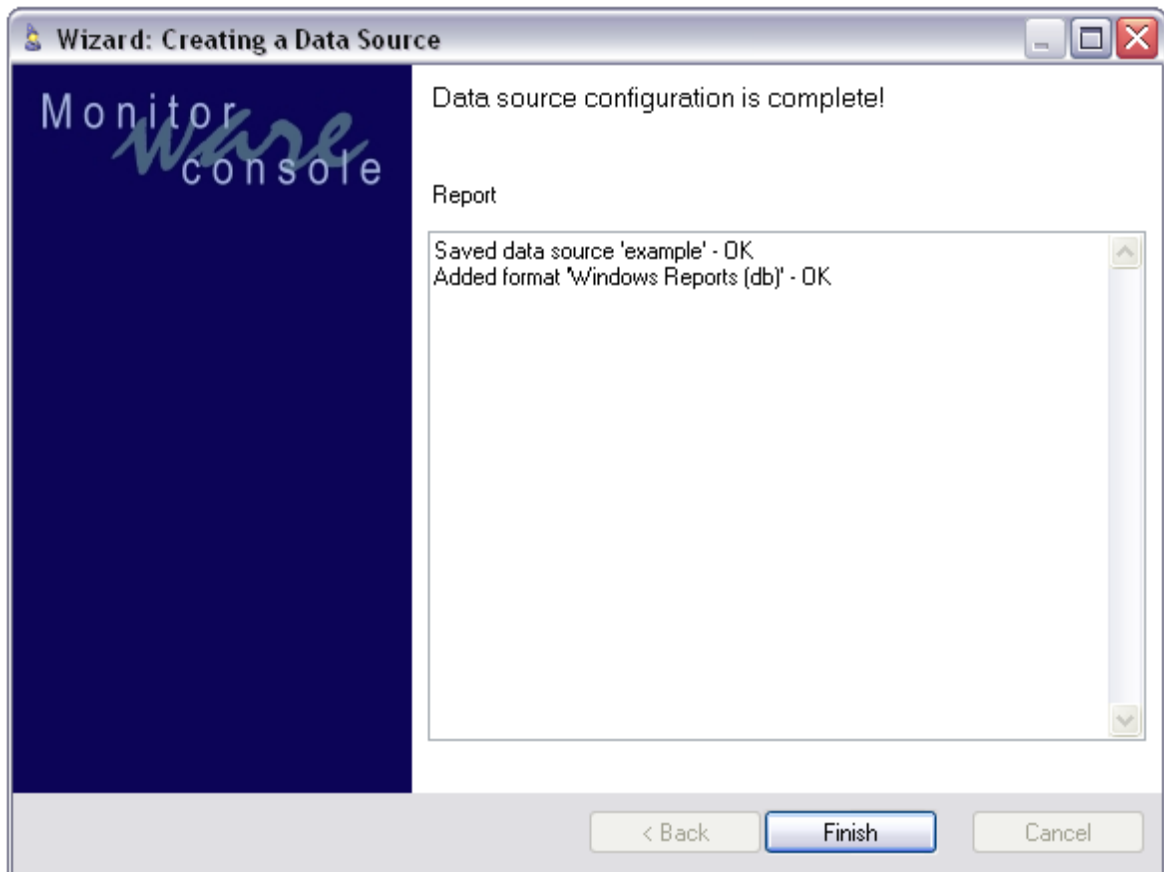 Wizard: Creating a Data Source
Monitor
ware
console
Data source configuration is complete!
Report
Saved data source 'example' - OK
Added format 'Windows Reports (db)' - OK
< Back
Finish
Cancel